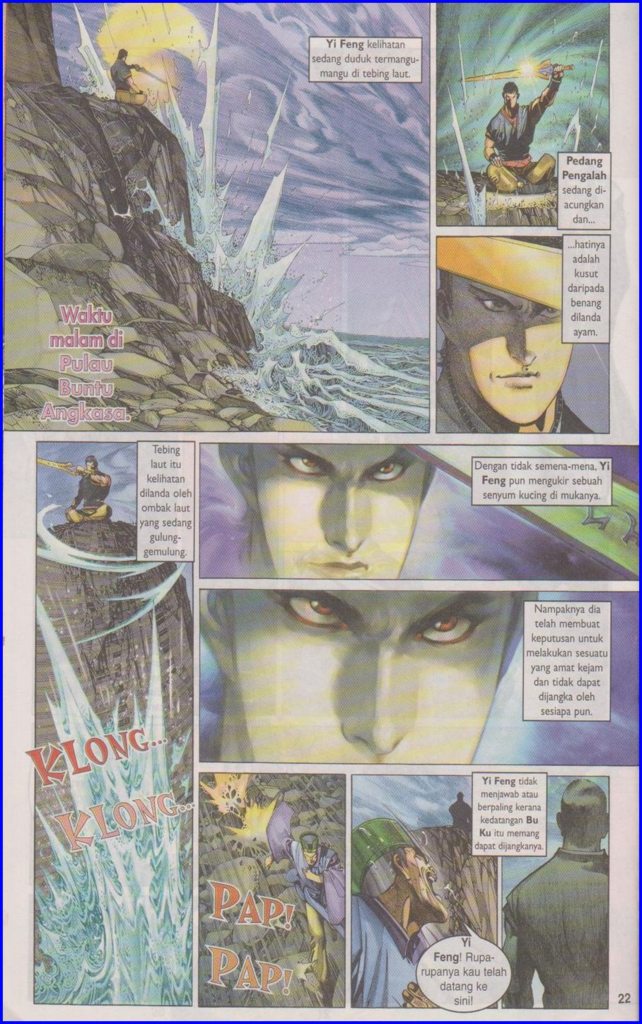 Yi Feng kelihatan
sedang duduk termangu-
mangu di tebing laut.
Pedang
Pengalah
sedang di-
acungkan
dan...
...hatinya
adalah
kusut
daripada
benang
dilanda
ayam.
Waktu
malam di
Pulau
Buntu
Angkasa.
Tebing
laut itu
kelihatan
dilanda oleh
ombak laut
yang sedang
gulung-
gemulung.
Dengan tidak semena-mena, Yi
Feng pun mengukir sebuah
senyum kucing di mukanya.
Nampaknya dia
telah membuat
keputusan untuk
melakukan sesuatu
yang amat kejam
dan tidak dapat
dijangka oleh
sesiapa pun.
KLONG...
KLONG...
PAP!
PAP!
Yi Feng tidak
menjawab atau
berpaling kerana
kedatangan Bu
Ku itu memang
dapat dijangkanya.
Yi
Feng! Rupa-
rupanya kau telah
datang ke
sini!
22